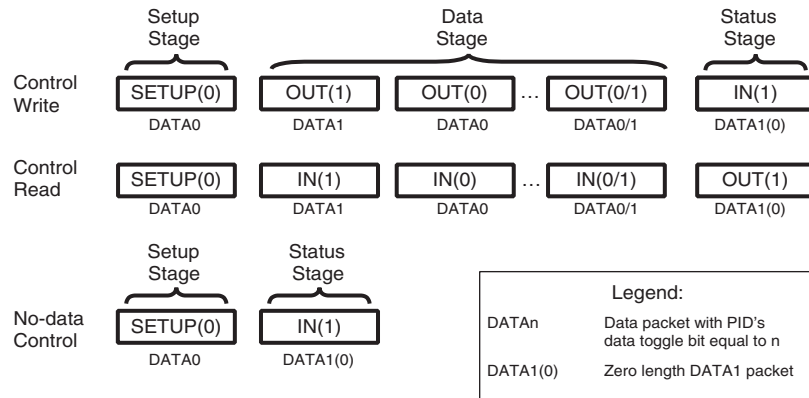 Setup Stage
Data Stage
Status Stage
Control Write
SETUP(0) OUT(1) OUT(0) ... OUT(0/1) IN(1)
DATA0 DATA1 DATA0 DATA0/1 DATA1(0)
Control Read
SETUP(0) IN(1) IN(0) ... IN(0/1) OUT(1)
DATA0 DATA1 DATA0 DATA0/1 DATA1(0)
Setup Stage
Status Stage
No-data Control
SETUP(0) IN(1)
DATA0 DATA1(0)
Legend:
DATAn Data packet with PID's
data toggle bit equal to n
DATA1(0) Zero length DATA1 packet